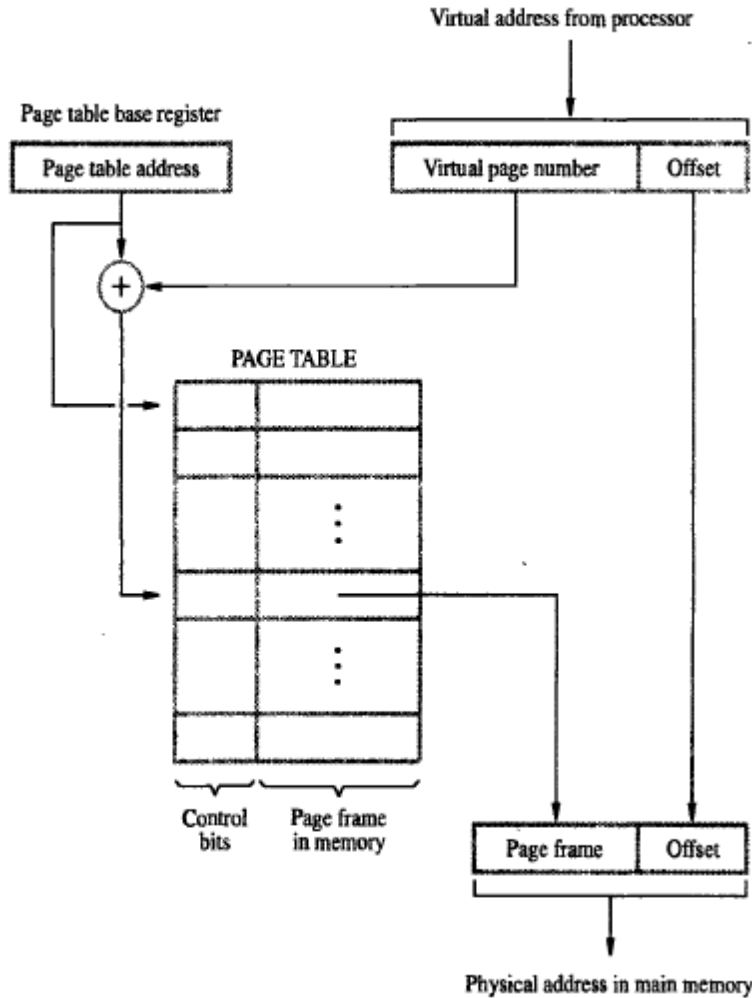 Virtual address from processor
Page table base register
Page table address
Virtual page number
Offset
+
PAGE TABLE
Control
bits
Page frame
in memory
Page frame
Offset
Physical address in main memory